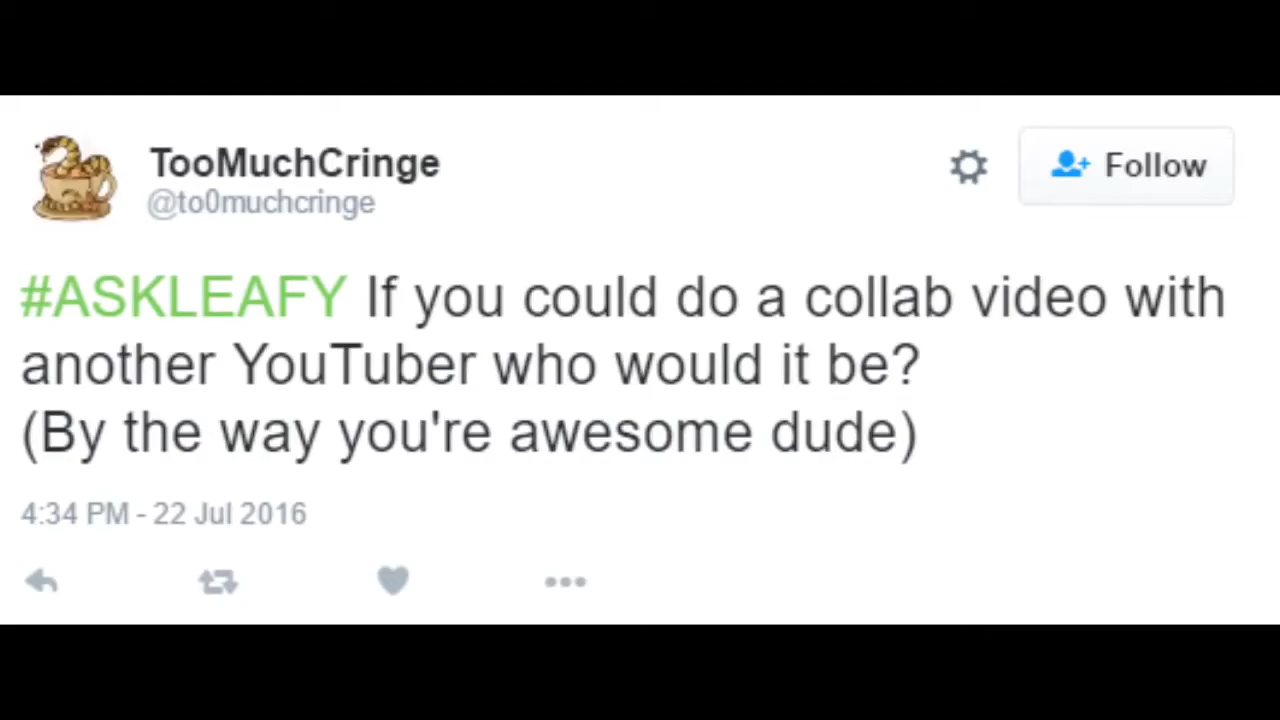 TooMuchCringe
@to0muchcringe
Follow
#ASKLEAFY If you could do a collab video with
another YouTuber who would it be?
(By the way you're awesome dude)
4:34 PM - 22 Jul 2016